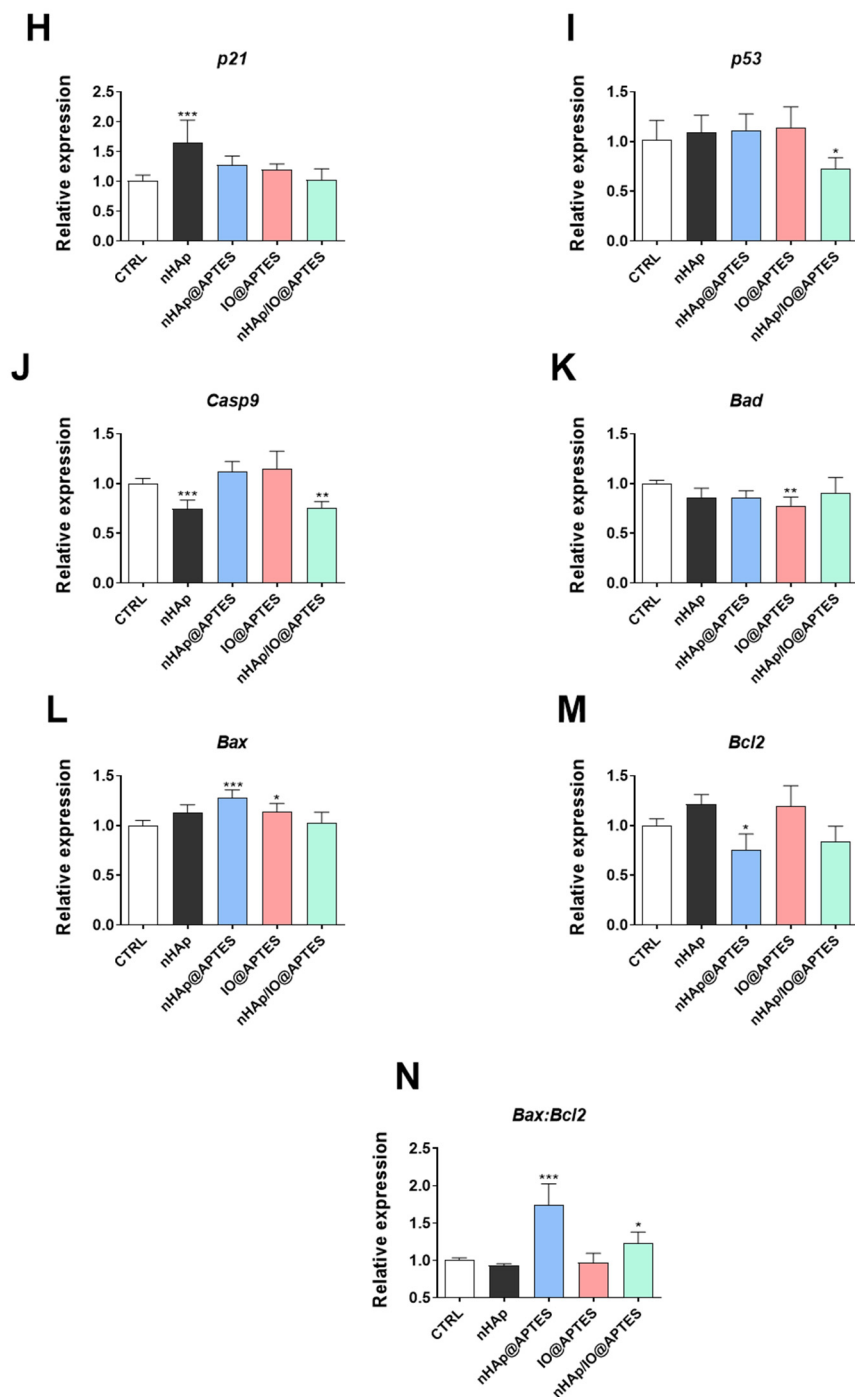 H
p21
Relative expression
2.5
2.0
1.5
1.0
0.5
0.0
***
CTRL
nHAp
nHAp@APTES
IO@APTES
nHAp/IO@APTES
I
p53
Relative expression
1.5
1.0
0.5
0.0
*
CTRL
nHAp
nHAp@APTES
IO@APTES
nHAp/IO@APTES
J
Casp9
Relative expression
1.5
1.0
0.5
0.0
***
**
CTRL
nHAp
nHAp@APTES
IO@APTES
nHAp/IO@APTES
K
Bad
Relative expression
1.5
1.0
0.5
0.0
**
CTRL
nHAp
nHAp@APTES
IO@APTES
nHAp/IO@APTES
L
Bax
Relative expression
1.5
1.0
0.5
0.0
***
*
CTRL
nHAp
nHAp@APTES
IO@APTES
nHAp/IO@APTES
M
Bcl2
Relative expression
1.5
1.0
0.5
0.0
*
CTRL
nHAp
nHAp@APTES
IO@APTES
nHAp/IO@APTES
N
Bax:Bcl2
Relative expression
2.5
2.0
1.5
1.0
0.5
***
*
CTRL
nHAp
nHAp@APTES
IO@APTES
nHAp/IO@APTES